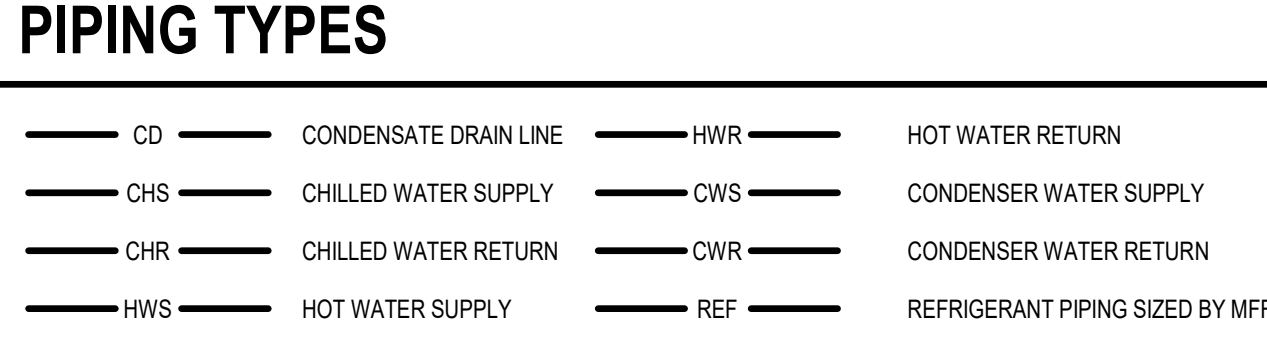 PIPING TYPES
CD CONDENSATE DRAIN LINE HWR HOT WATER RETURN
CHS CHILLED WATER SUPPLY CWS CONDENSER WATER SUPPLY
CHR CHILLED WATER RETURN CWR CONDENSER WATER RETURN
HWS HOT WATER SUPPLY REF REFRIGERANT PIPING SIZED BY